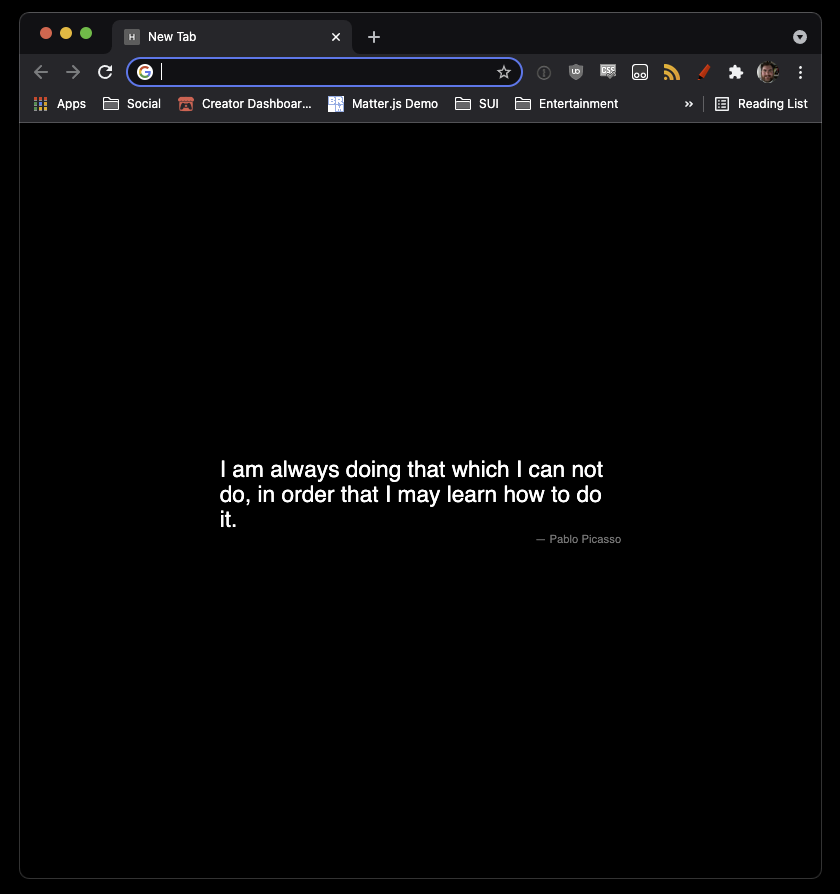 H New Tab
Apps Social Creator Dashboar... BRM Matter.js Demo SUI Entertainment » Reading List
I am always doing that which I can not
do, in order that I may learn how to do
it.
— Pablo Picasso